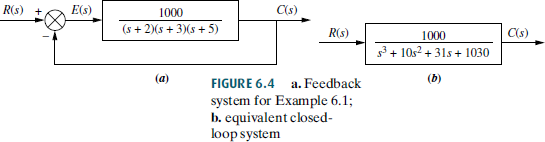 R(s) + E(s) 1000 C(s)
(s + 2)(s + 3)(s + 5)
−
(a)
R(s) 1000 C(s)
s³ + 10s² + 31s + 1030
(b)
FIGURE 6.4 a. Feedback
system for Example 6.1;
b. equivalent closed-
loop system